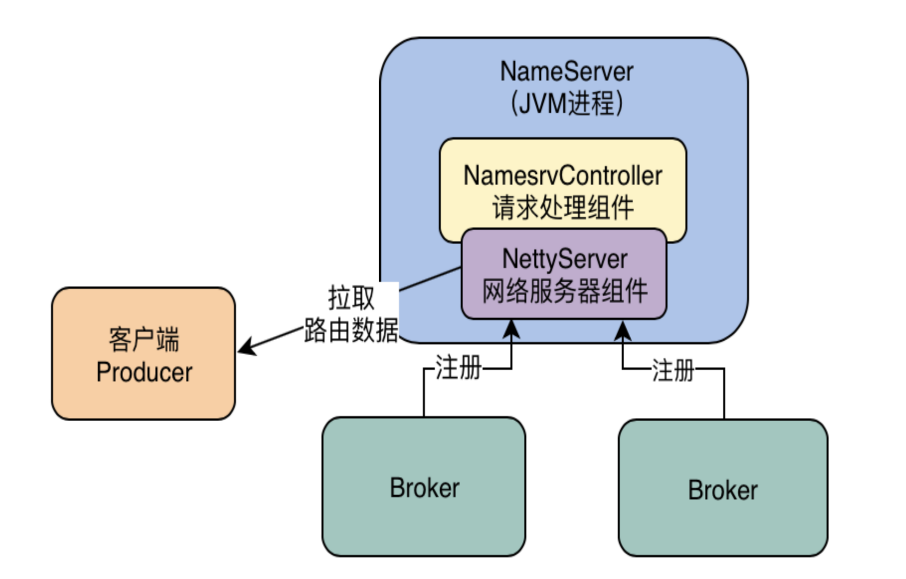 NameServer
（JVM进程）
NamesrvController
请求处理组件
NettyServer
网络服务器组件
拉取
路由数据
客户端
Producer
注册
注册
Broker
Broker